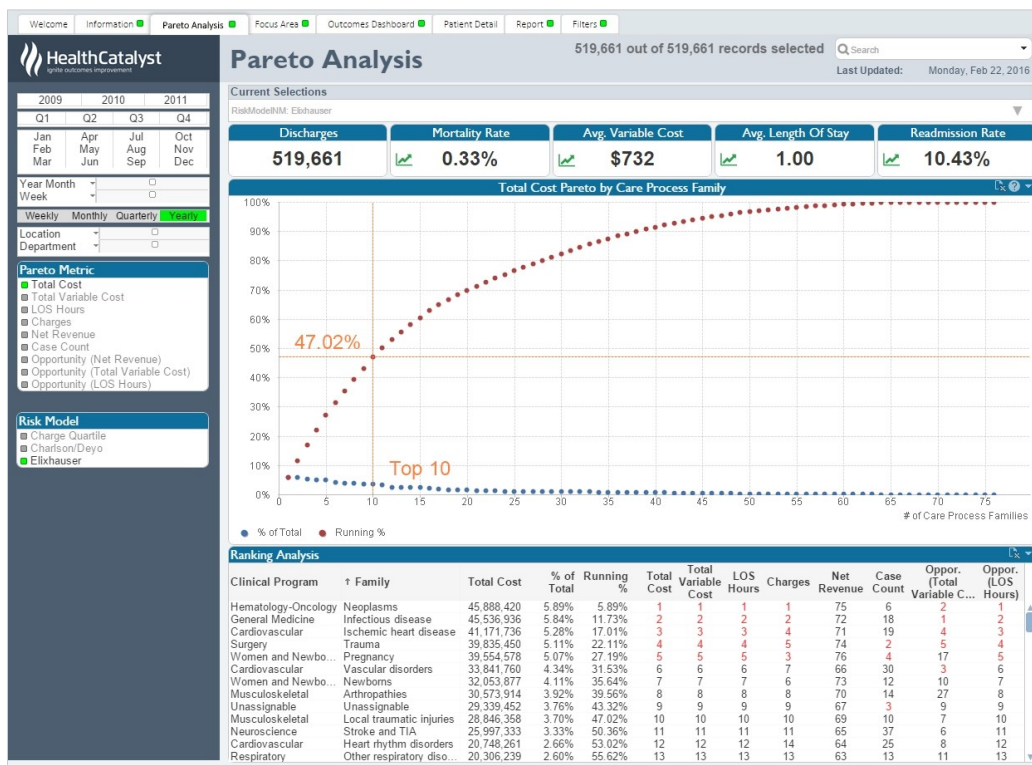 Welcome Information Pareto Analysis Focus Area Outcomes Dashboard Patient Detail Report Filters
HealthCatalyst
ignite outcomes improvement
Pareto Analysis
519,661 out of 519,661 records selected
Search
Last Updated: Monday, Feb 22, 2016
2009 2010 2011
Q1 Q2 Q3 Q4
Jan Apr Jul Oct
Feb May Aug Nov
Mar Jun Sep Dec
Year Month
Week
Weekly Monthly Quarterly Yearly
Location
Department
Pareto Metric
Total Cost
Total Variable Cost
LOS Hours
Charges
Net Revenue
Case Count
Opportunity (Net Revenue)
Opportunity (Total Variable Cost)
Opportunity (LOS Hours)
Risk Model
Charge Quartile
Charlson/Deyo
Elixhauser
Current Selections
RiskModelNM: Elixhauser
Discharges Mortality Rate Avg. Variable Cost Avg. Length Of Stay Readmission Rate
519,661 0.33% $732 1.00 10.43%
Total Cost Pareto by Care Process Family
100%
90%
80%
70%
60%
50%
40%
30%
20%
10%
0%
47.02%
Top 10
0 5 10 15 20 25 30 35 40 45 50 55 60 65 70 75
# of Care Process Families
% of Total Running %
Ranking Analysis
Clinical Program ↑ Family Total Cost % of Total Running % Total Cost Total Variable Cost LOS Hours Charges Net Revenue Case Count Oppor. (Total Variable C... Oppor. (LOS Hours)
Hematology-Oncology Neoplasms 45,888,420 5.89% 5.89% 1 1 1 1 75 6 2 1
General Medicine Infectious disease 45,536,936 5.84% 11.73% 2 2 2 2 72 18 1 2
Cardiovascular Ischemic heart disease 41,171,736 5.28% 17.01% 3 3 3 4 71 19 4 3
Surgery Trauma 39,835,450 5.11% 22.11% 4 4 4 5 74 2 5 4
Women and Newbo... Pregnancy 39,554,578 5.07% 27.19% 5 5 5 3 76 4 17 5
Cardiovascular Vascular disorders 33,841,760 4.34% 31.53% 6 6 6 7 66 30 3 6
Women and Newbo... Newborns 32,053,877 4.11% 35.64% 7 7 7 6 73 12 10 7
Musculoskeletal Arthropathies 30,573,914 3.92% 39.56% 8 8 8 8 70 14 27 8
Unassignable Unassignable 29,339,452 3.76% 43.32% 9 9 9 9 67 3 9 9
Musculoskeletal Local traumatic injuries 28,846,358 3.70% 47.02% 10 10 10 10 69 10 7 10
Neuroscience Stroke and TIA 25,997,333 3.33% 50.36% 11 11 11 11 65 37 6 11
Cardiovascular Heart rhythm disorders 20,748,261 2.66% 53.02% 12 12 12 14 64 25 8 12
Respiratory Other respiratory diso... 20,306,239 2.60% 55.62% 13 13 13 13 63 13 11 13